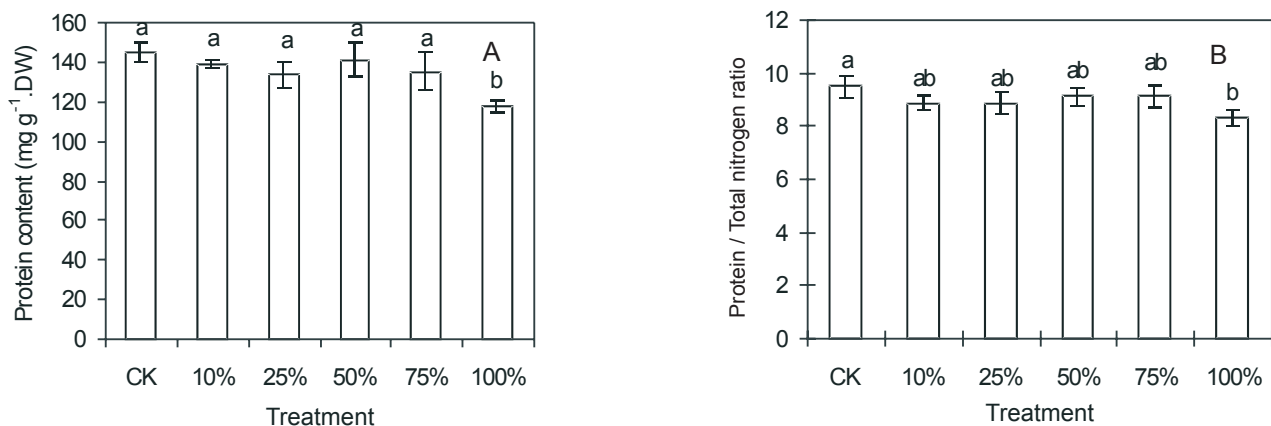 Protein content (mg g-1.DW)
160
140
120
100
80
60
40
20
0
a
a
a
a
a
b
A
CK 10% 25% 50% 75% 100%
Treatment
Protein / Total nitrogen ratio
12
10
8
6
4
2
0
a
ab
ab
ab
ab
b
B
CK 10% 25% 50% 75% 100%
Treatment